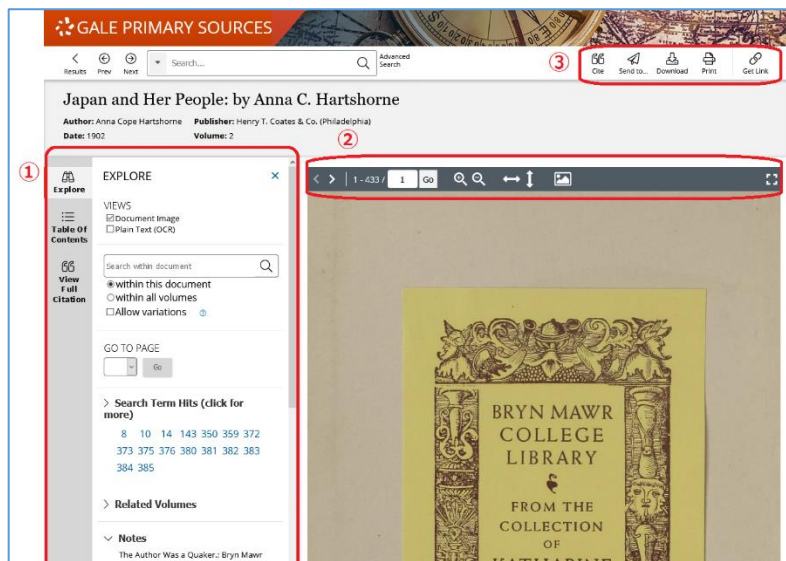 GALE PRIMARY SOURCES
Results
Prev
Next
Search...
Advanced
Search
③
Cite
Send to...
Download
Print
Get Link
Japan and Her People: by Anna C. Hartshorne
Author: Anna Cope Hartshorne Publisher: Henry T. Coates & Co. (Philadelphia)
Date: 1902 Volume: 2
①
②
Explore
Table Of
Contents
View
Full
Citation
EXPLORE
VIEWS
Document Image
Plain Text (OCR)
Search within document
within this document
within all volumes
Allow variations
GO TO PAGE
Go
Search Term Hits (click for
more)
8 10 14 143 350 359 372
373 375 376 380 381 382 383
384 385
Related Volumes
Notes
The Author Was a Quaker.: Bryn Mawr
1 - 433 / 1 Go
BRYN MAWR
COLLEGE
LIBRARY
FROM THE
COLLECTION
OF
KATHARINE